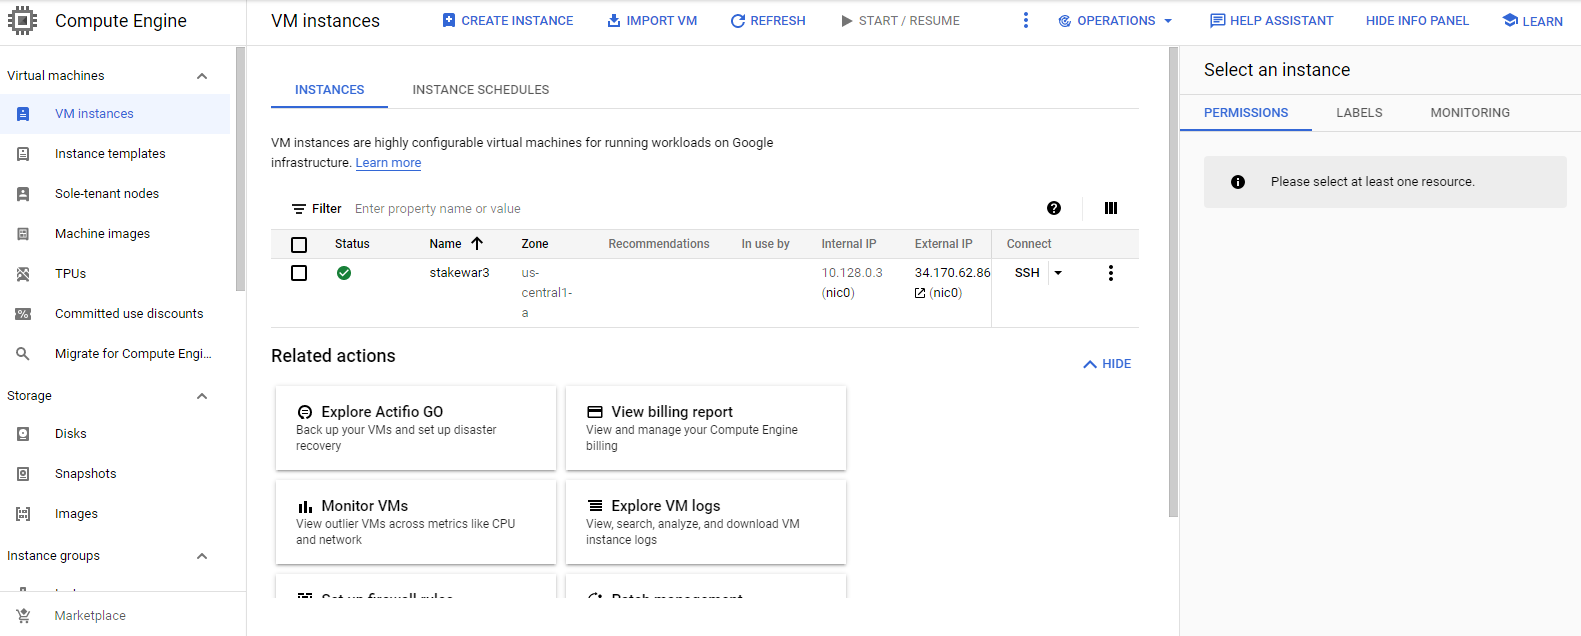 Compute Engine
VM instances
CREATE INSTANCE
IMPORT VM
REFRESH
START / RESUME
OPERATIONS
HELP ASSISTANT
HIDE INFO PANEL
LEARN
Virtual machines
VM instances
Instance templates
Sole-tenant nodes
Machine images
TPUs
Committed use discounts
Migrate for Compute Engi...
Storage
Disks
Snapshots
Images
Instance groups
Marketplace
INSTANCES
INSTANCE SCHEDULES
VM instances are highly configurable virtual machines for running workloads on Google
infrastructure. Learn more
Filter Enter property name or value
Status Name Zone Recommendations In use by Internal IP External IP Connect
stakewar3 us- 10.128.0.3 34.170.62.86 SSH
central1- (nic0) (nic0)
a
Related actions
HIDE
Explore Actifio GO
Back up your VMs and set up disaster
recovery
View billing report
View and manage your Compute Engine
billing
Monitor VMs
View outlier VMs across metrics like CPU
and network
Explore VM logs
View, search, analyze, and download VM
instance logs
Set up firewall rules
Patch management
Select an instance
PERMISSIONS
LABELS
MONITORING
Please select at least one resource.